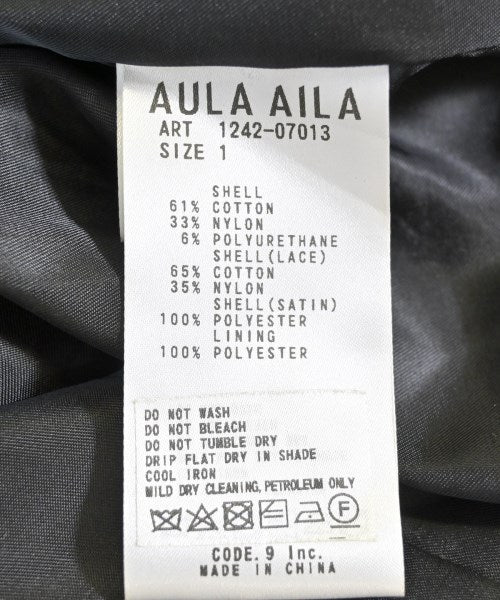 AULA AILA
ART 1242-07013
SIZE 1
SHELL
61% COTTON
33% NYLON
6% POLYURETHANE
SHELL(LACE)
65% COTTON
35% NYLON
SHELL(SATIN)
100% POLYESTER
LINING
100% POLYESTER
DO NOT WASH
DO NOT BLEACH
DO NOT TUMBLE DRY
DRIP FLAT DRY IN SHADE
COOL IRON
MILD DRY CLEANING, PETROLEUM ONLY
F
CODE.9 Inc.
MADE IN CHINA